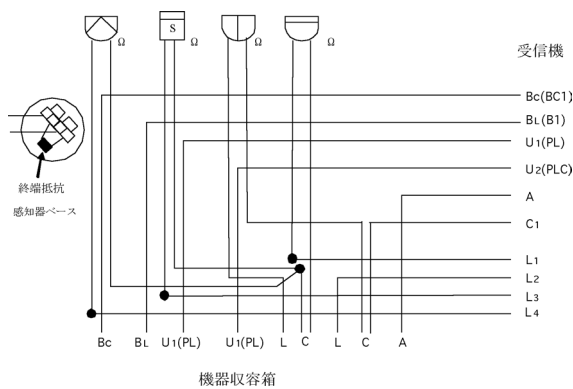 Ω
S
Ω
Ω
Ω
受信機
Bc(BC1)
BL(B1)
U1(PL)
U2(PLC)
A
C1
L1
L2
L3
L4
終端抵抗
感知器ベース
Bc BL U1(PL) U1(PL) L C L C A
機器収容箱